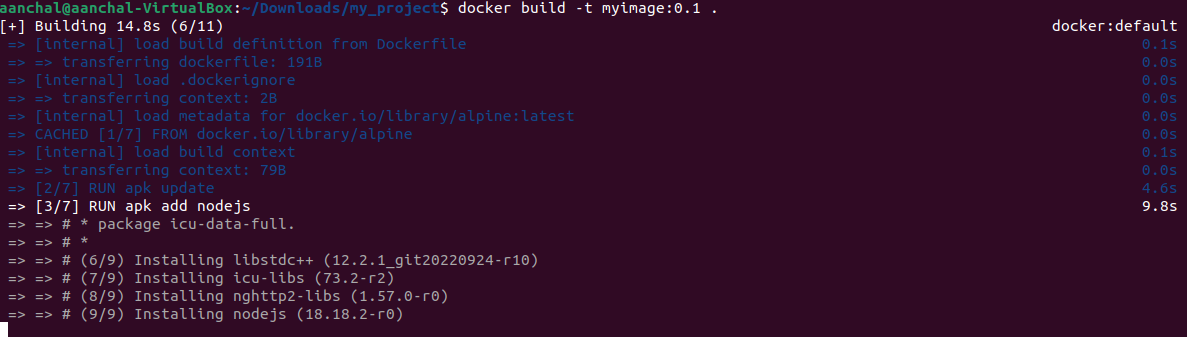 aanchal@aanchal-VirtualBox:~/Downloads/my_project$ docker build -t myimage:0.1 .
[+] Building 14.8s (6/11) docker:default
=> [internal] load build definition from Dockerfile 0.1s
=> => transferring dockerfile: 191B 0.0s
=> [internal] load .dockerignore 0.0s
=> => transferring context: 2B 0.0s
=> [internal] load metadata for docker.io/library/alpine:latest 0.0s
=> CACHED [1/7] FROM docker.io/library/alpine 0.0s
=> [internal] load build context 0.1s
=> => transferring context: 79B 0.0s
=> [2/7] RUN apk update 4.6s
=> [3/7] RUN apk add nodejs 9.8s
=> => # * package icu-data-full.
=> => # *
=> => # (6/9) Installing libstdc++ (12.2.1_git20220924-r10)
=> => # (7/9) Installing icu-libs (73.2-r2)
=> => # (8/9) Installing nghttp2-libs (1.57.0-r0)
=> => # (9/9) Installing nodejs (18.18.2-r0)